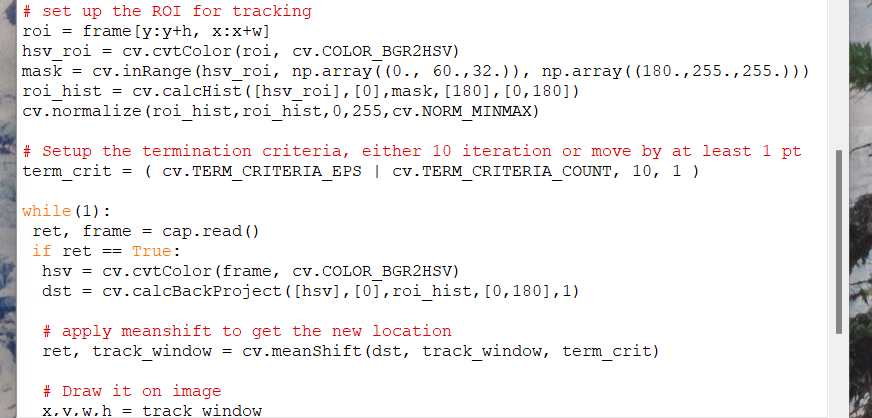 # set up the ROI for tracking
roi = frame[y:y+h, x:x+w]
hsv_roi = cv.cvtColor(roi, cv.COLOR_BGR2HSV)
mask = cv.inRange(hsv_roi, np.array((0., 60.,32.)), np.array((180.,255.,255.)))
roi_hist = cv.calcHist([hsv_roi],[0],mask,[180],[0,180])
cv.normalize(roi_hist,roi_hist,0,255,cv.NORM_MINMAX)

# Setup the termination criteria, either 10 iteration or move by at least 1 pt
term_crit = ( cv.TERM_CRITERIA_EPS | cv.TERM_CRITERIA_COUNT, 10, 1 )

while(1):
 ret, frame = cap.read()
 if ret == True:
  hsv = cv.cvtColor(frame, cv.COLOR_BGR2HSV)
  dst = cv.calcBackProject([hsv],[0],roi_hist,[0,180],1)

  # apply meanshift to get the new location
  ret, track_window = cv.meanShift(dst, track_window, term_crit)

  # Draw it on image
  x,y,w,h = track_window